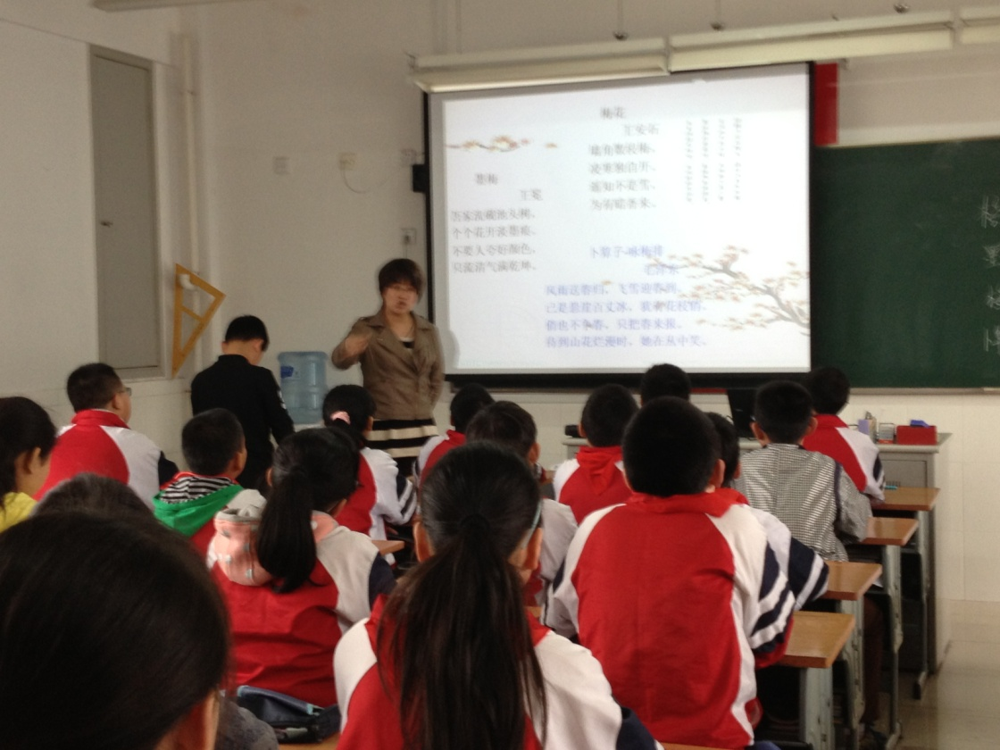 梅花
王安石
墙角数枝梅，
凌寒独自开。
遥知不是雪，
为有暗香来。
墨梅
王冕
吾家洗砚池头树，
个个花开淡墨痕。
不要人夸好颜色，
只流清气满乾坤。
卜算子·咏梅
毛泽东
风雨送春归，飞雪迎春到。
已是悬崖百丈冰，犹有花枝俏。
俏也不争春，只把春来报。
待到山花烂漫时，她在丛中笑。